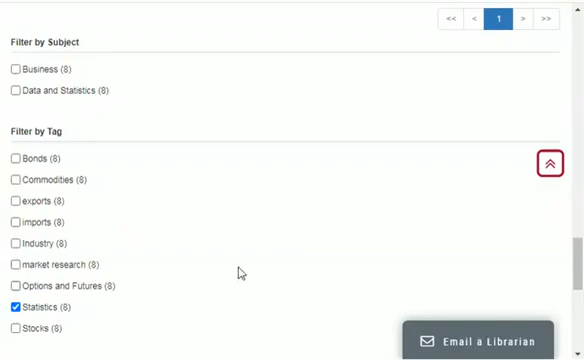 << < 1 > >>
Filter by Subject
Business (8)
Data and Statistics (8)
Filter by Tag
Bonds (8)
Commodities (8)
exports (8)
imports (8)
Industry (8)
market research (8)
Options and Futures (8)
Statistics (8)
Stocks (8)
Email a Librarian